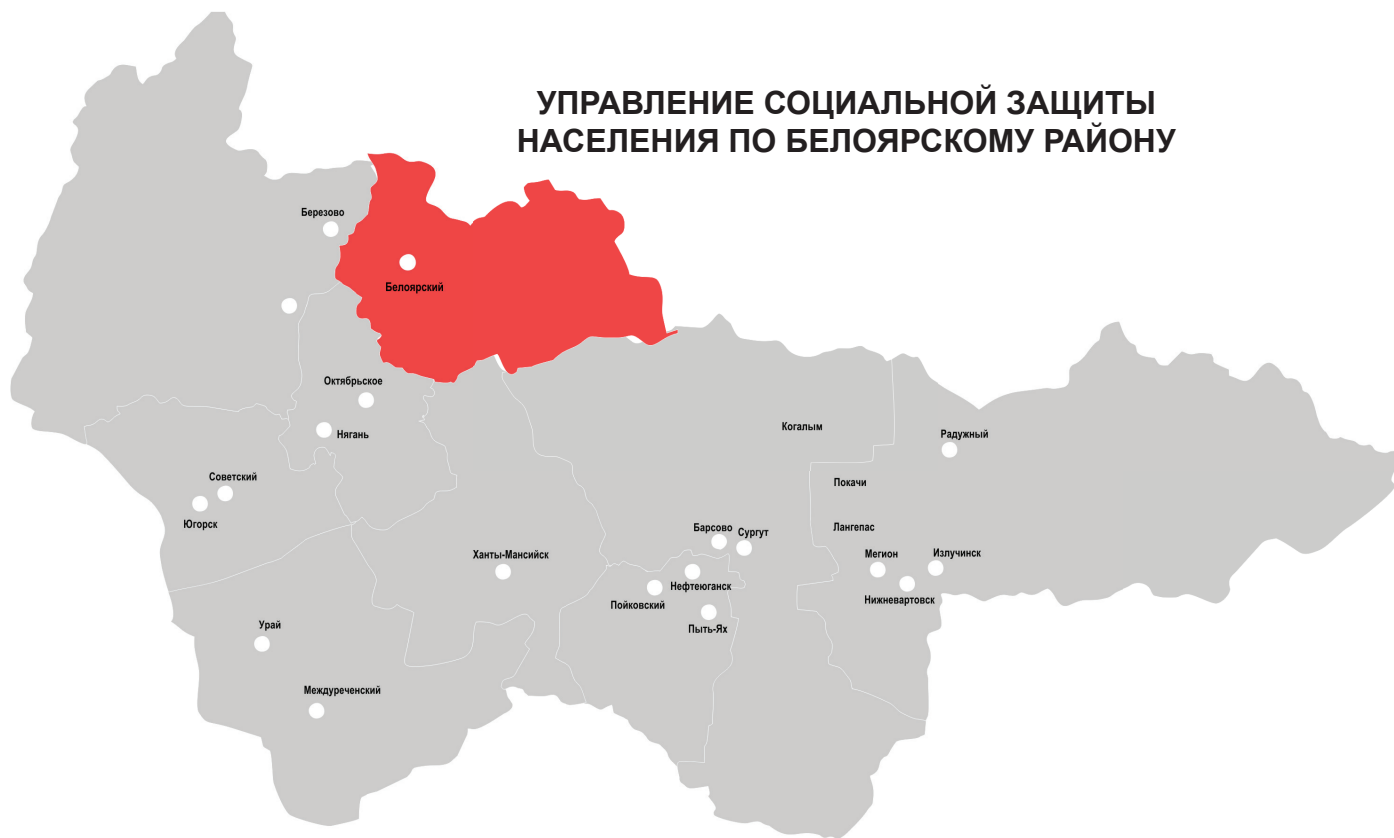 УПРАВЛЕНИЕ СОЦИАЛЬНОЙ ЗАЩИТЫ
НАСЕЛЕНИЯ ПО БЕЛОЯРСКОМУ РАЙОНУ
Березово
Белоярский
Октябрьское
Нягань
Когалым
Радужный
Советский
Югорск
Покачи
Лангепас
Барсово
Сургут
Ханты-Мансийск
Мегион
Излучинск
Нефтеюганск
Нижневартовск
Пойковский
Пыть-Ях
Урай
Междуреченский